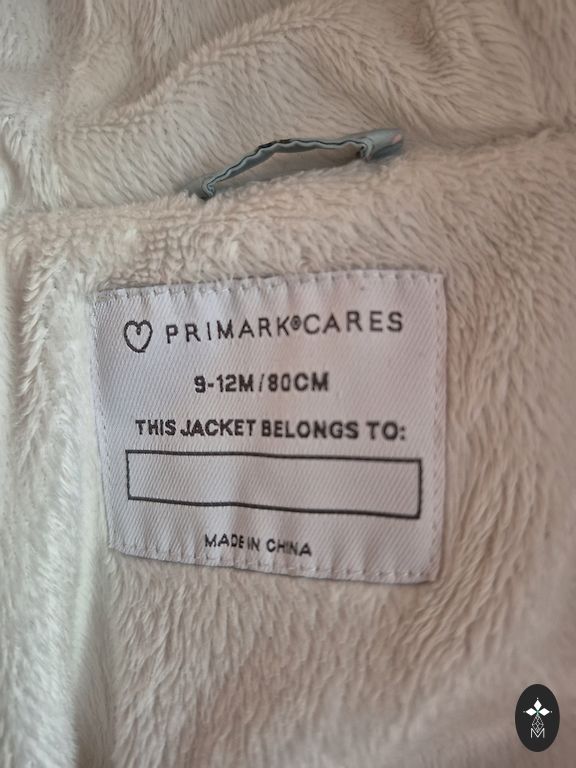 PRIMARK®CARES
9-12M/80CM
THIS JACKET BELONGS TO:
MADE IN CHINA
M